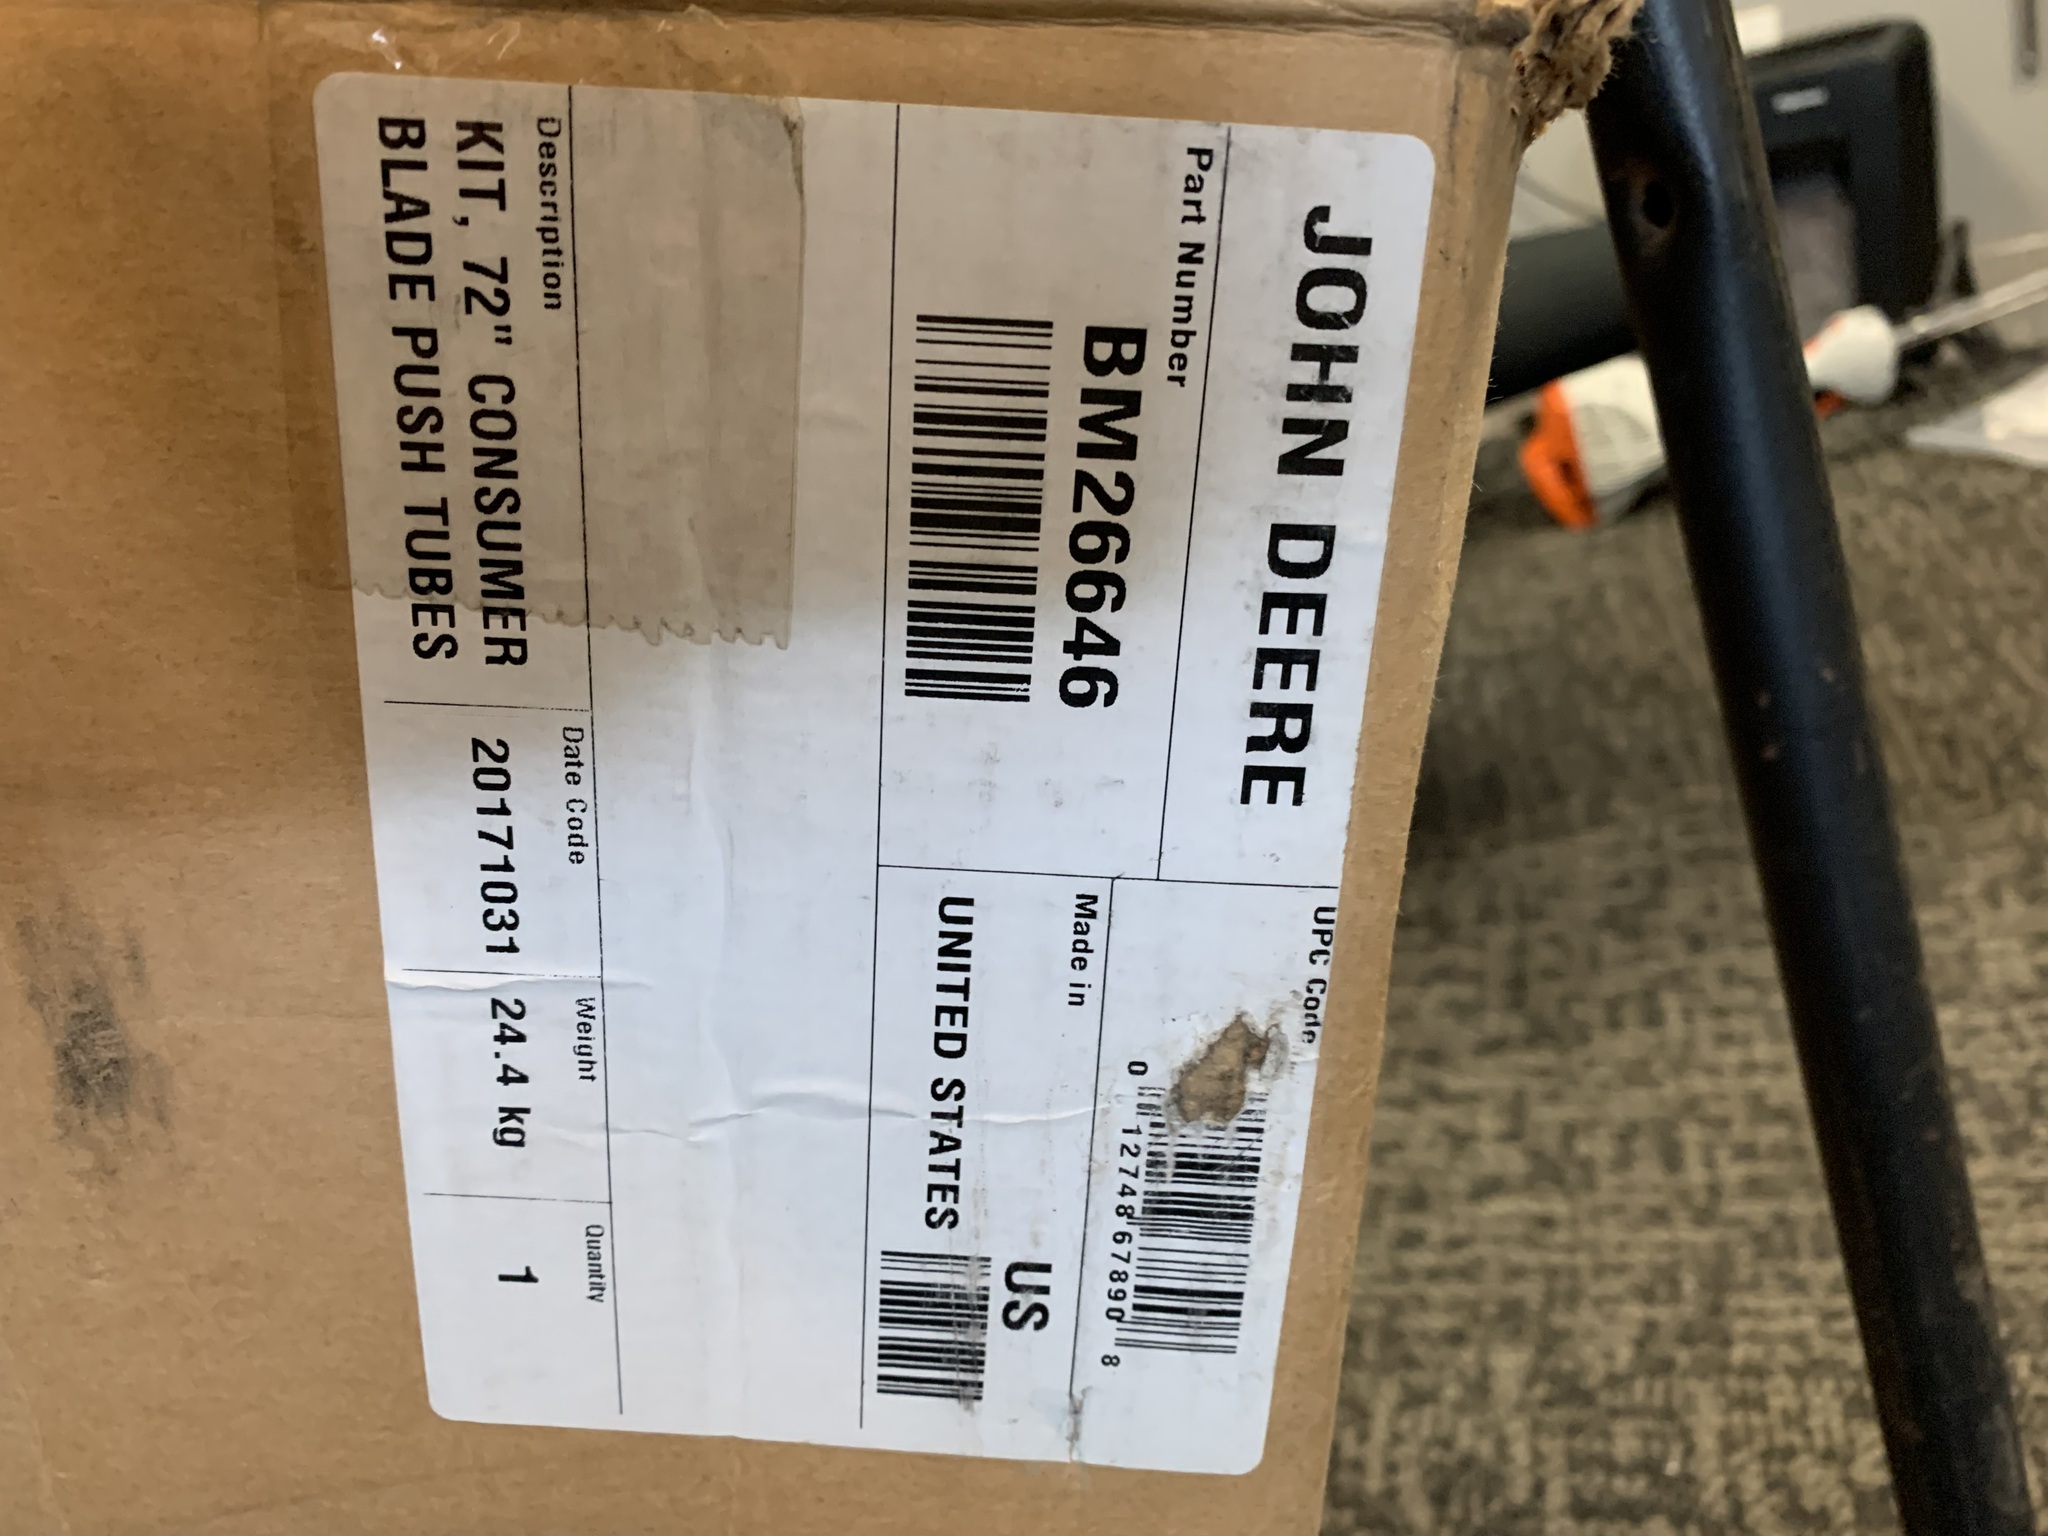 JOHN DEERE
UPC Code
0 12748 67890 8
Part Number
BM26646
Made in
US
UNITED STATES
Description
KIT, 72" CONSUMER
BLADE PUSH TUBES
Date Code
20171031
Weight
24.4 kg
Quantity
1